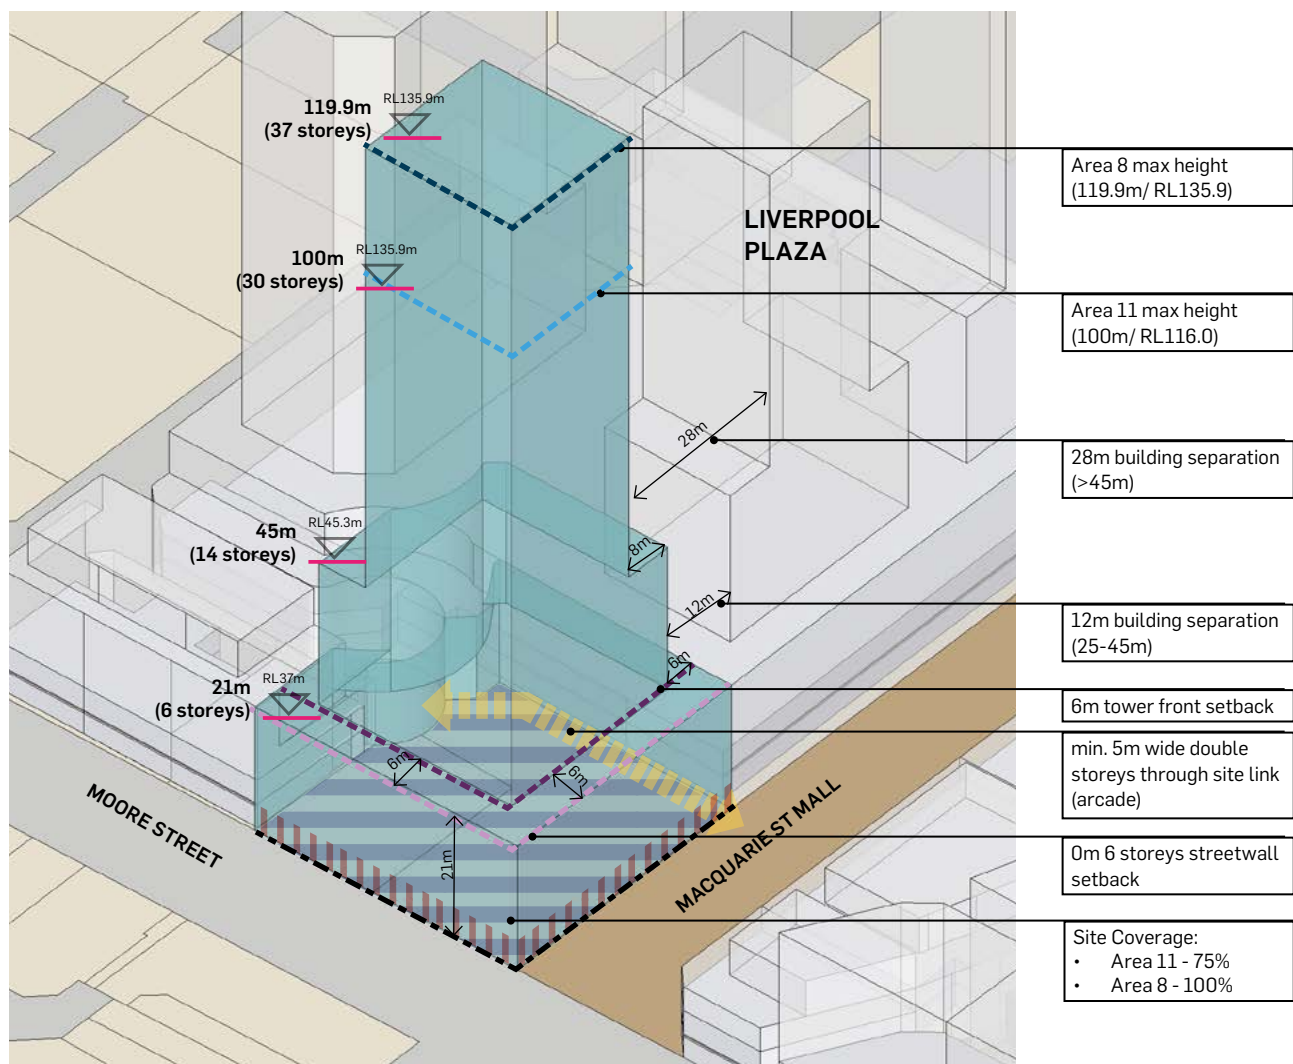 119.9m
(37 storeys)
RL135.9m
100m
(30 storeys)
RL135.9m
45m
(14 storeys)
RL45.3m
21m
(6 storeys)
RL37m
LIVERPOOL
PLAZA
28m
8m
12m
6m
6m
6m
21m
MOORE STREET
MACQUARIE ST MALL
Area 8 max height
(119.9m/ RL135.9)
Area 11 max height
(100m/ RL116.0)
28m building separation
(>45m)
12m building separation
(25-45m)
6m tower front setback
min. 5m wide double
storeys through site link
(arcade)
0m 6 storeys streetwall
setback
Site Coverage:
• Area 11 - 75%
• Area 8 - 100%